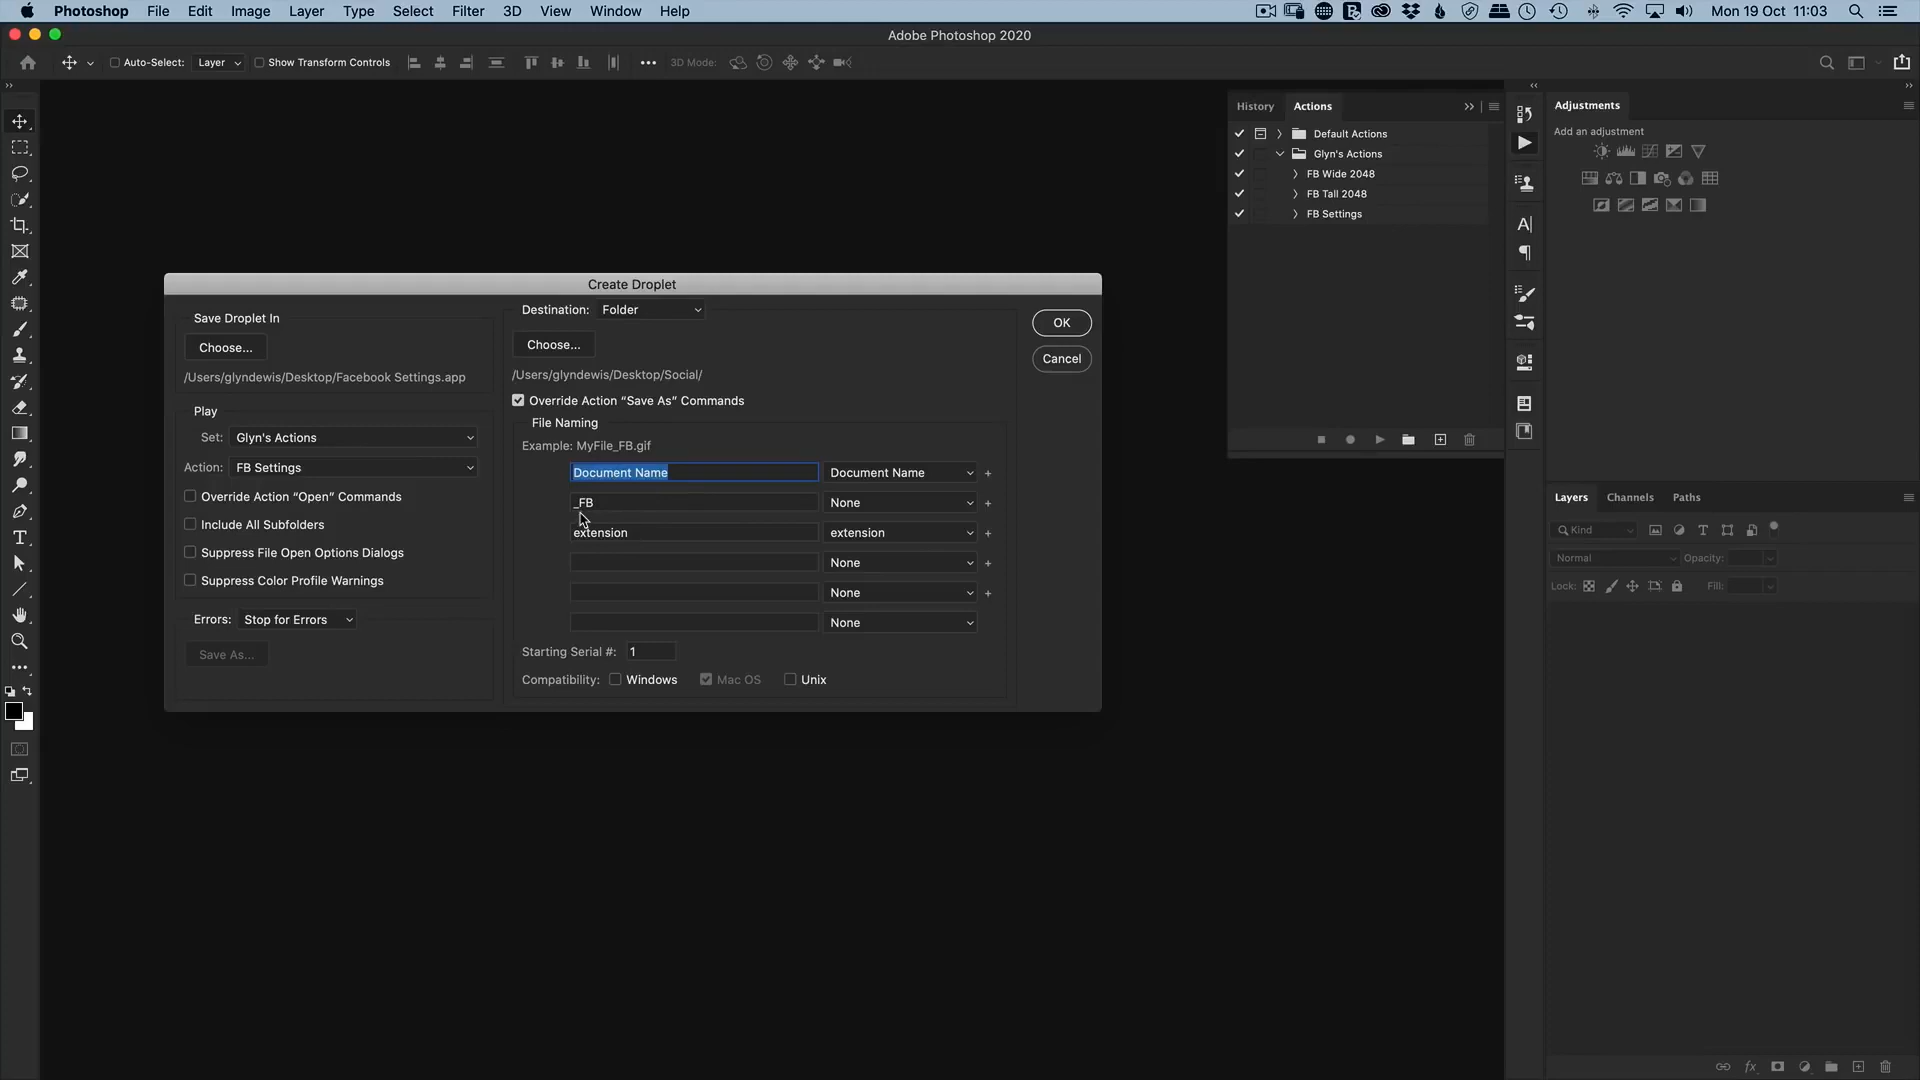 Photoshop File Edit Image Layer Type Select Filter 3D View Window Help Mon 19 Oct 11:03
Adobe Photoshop 2020
Auto-Select: Layer Show Transform Controls 3D Mode:
History Actions
Default Actions
Glyn's Actions
FB Wide 2048
FB Tall 2048
FB Settings
Adjustments
Add an adjustment
Create Droplet
Save Droplet In
Choose...
/Users/glyndewis/Desktop/Facebook Settings.app
Play
Set: Glyn's Actions
Action: FB Settings
Override Action “Open” Commands
Include All Subfolders
Suppress File Open Options Dialogs
Suppress Color Profile Warnings
Errors: Stop for Errors
Save As...
Destination: Folder
Choose...
/Users/glyndewis/Desktop/Social/
Override Action “Save As” Commands
File Naming
Example: MyFile_FB.gif
Document Name Document Name +
_FB None +
extension extension +
None +
None +
None
Starting Serial #: 1
Compatibility: Windows Mac OS Unix
OK
Cancel
Layers Channels Paths
Kind
Normal Opacity:
Lock: Fill: